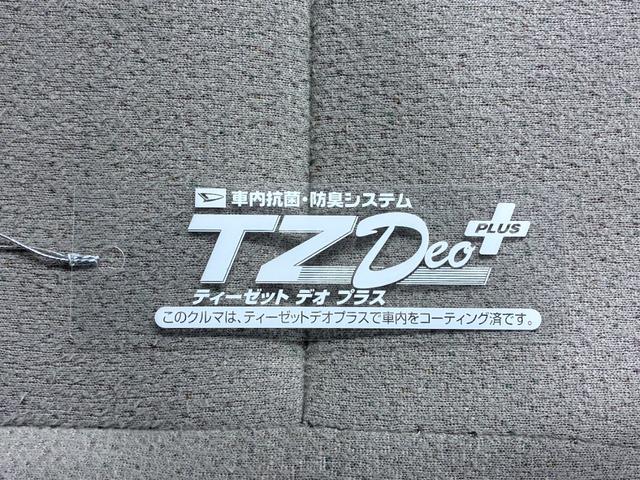 車内抗菌・防臭システム
TZDeo+ PLUS
ティーゼット デオ プラス
このクルマは、ティーゼットデオプラスで車内をコーティング済です。